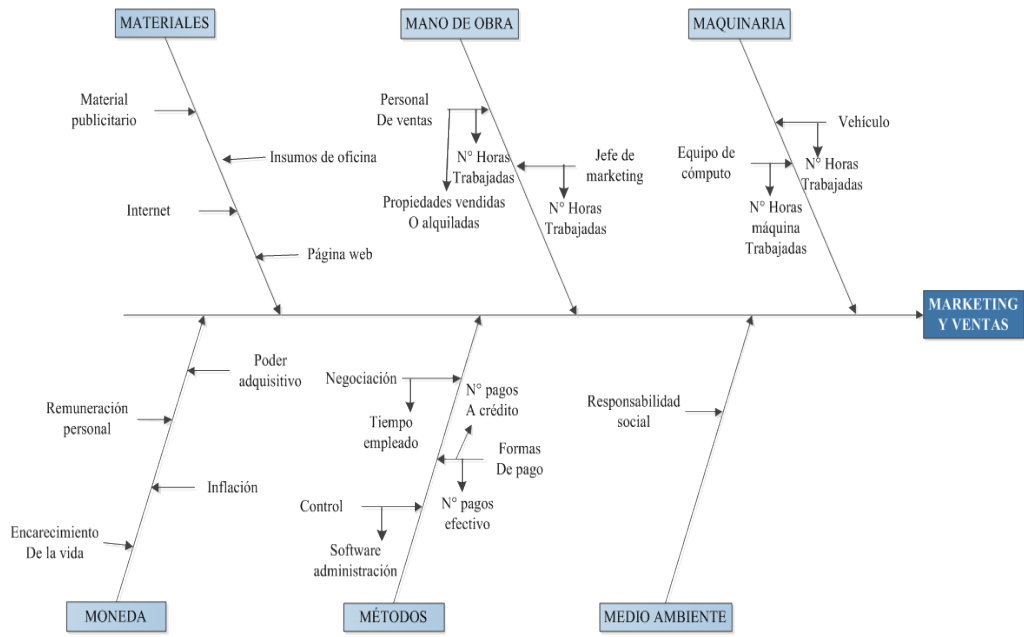 MATERIALES
MANO DE OBRA
MAQUINARIA
Material
publicitario
Insumos de oficina
Internet
Página web
Personal
De ventas
N° Horas
Trabajadas
Propiedades vendidas
O alquiladas
Jefe de
marketing
N° Horas
Trabajadas
Vehículo
N° Horas
Trabajadas
Equipo de
cómputo
N° Horas
máquina
Trabajadas
MARKETING
Y VENTAS
Poder
adquisitivo
Remuneración
personal
Inflación
Encarecimiento
De la vida
Negociación
Tiempo
empleado
N° pagos
A crédito
Formas
De pago
N° pagos
efectivo
Control
Software
administración
Responsabilidad
social
MONEDA
MÉTODOS
MEDIO AMBIENTE